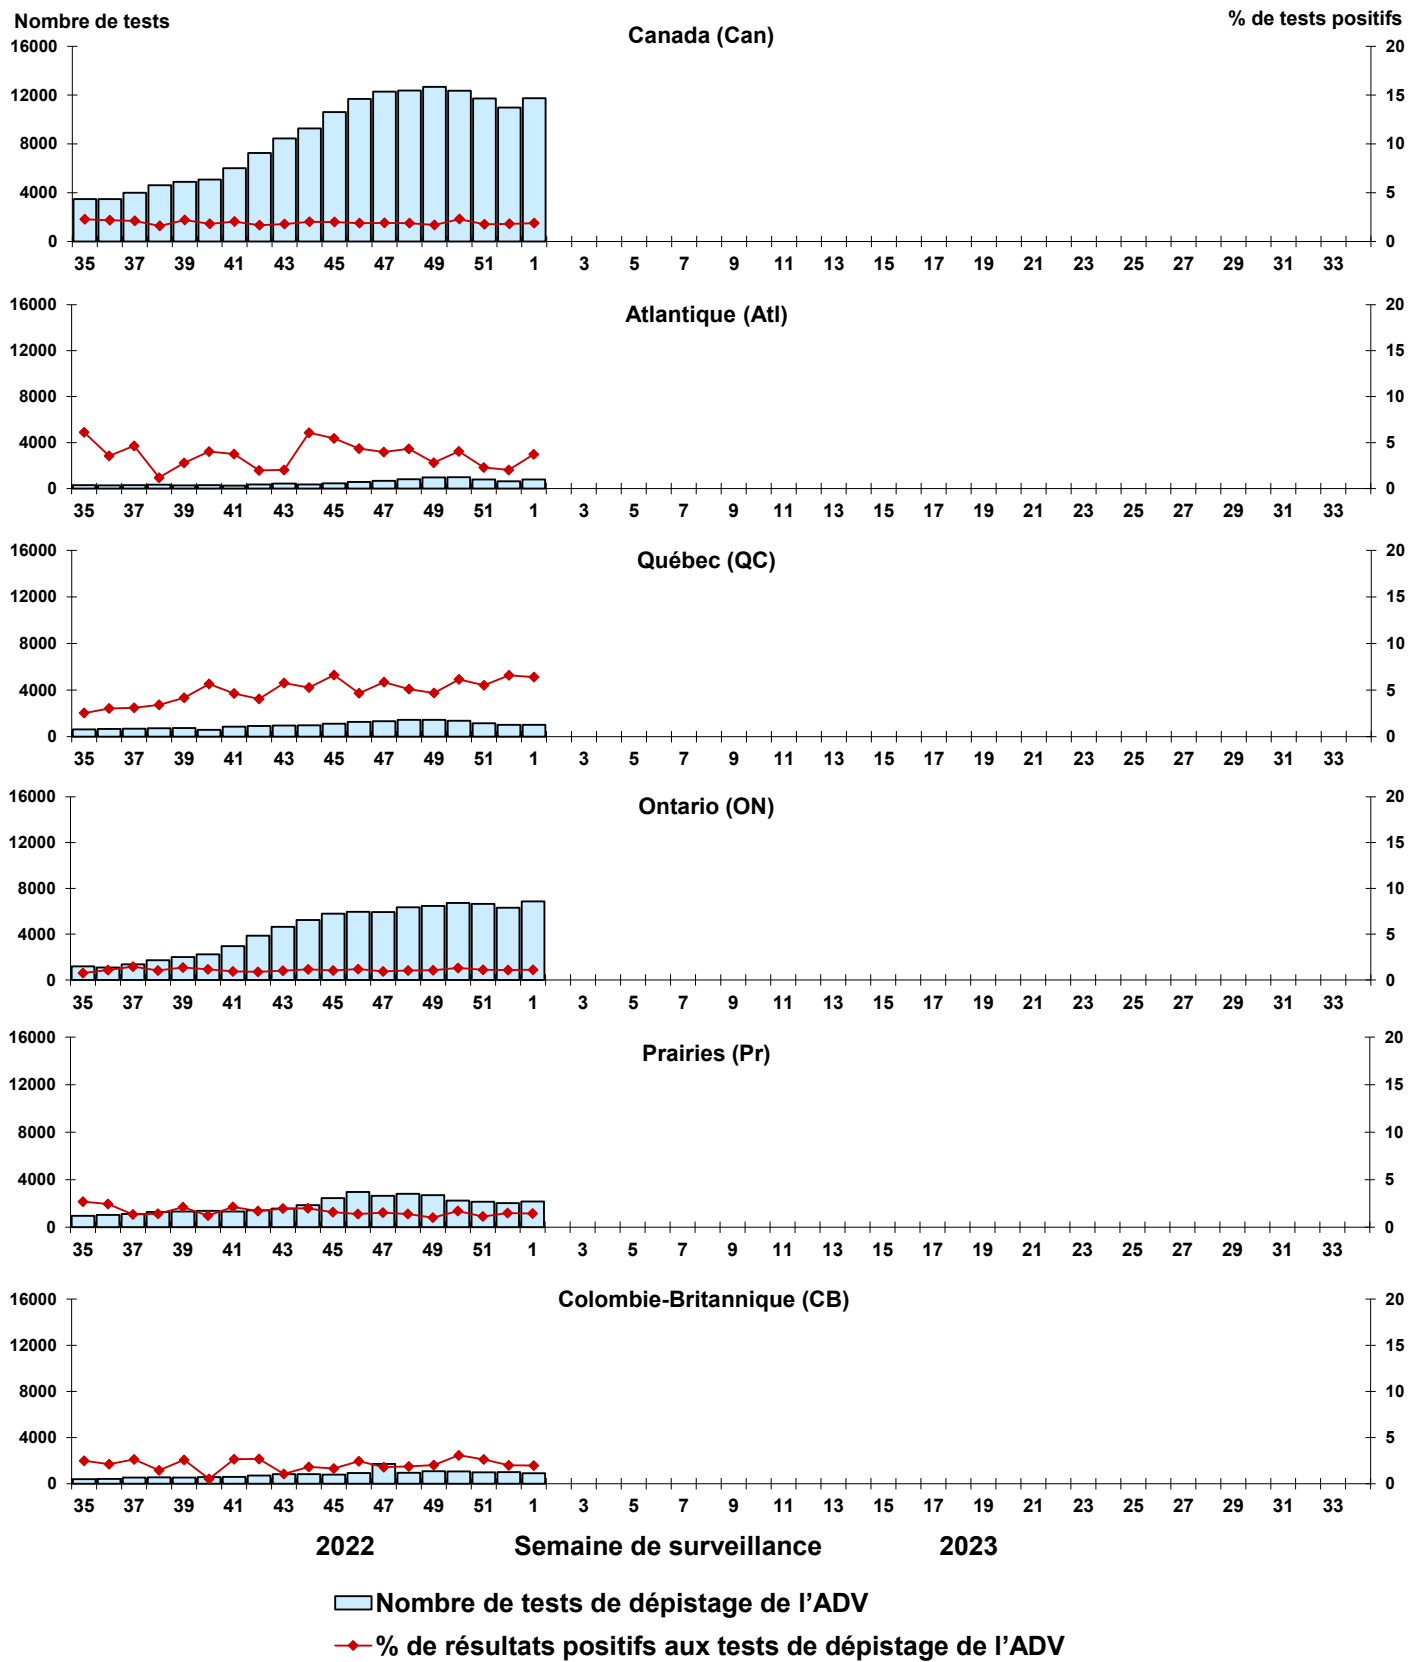 Nombre de tests
% de tests positifs
Canada (Can)
16000 20
12000 15
8000 10
4000 5
0 0
35 37 39 41 43 45 47 49 51 1 3 5 7 9 11 13 15 17 19 21 23 25 27 29 31 33
Atlantique (Atl)
16000 20
12000 15
8000 10
4000 5
0 0
35 37 39 41 43 45 47 49 51 1 3 5 7 9 11 13 15 17 19 21 23 25 27 29 31 33
Québec (QC)
16000 20
12000 15
8000 10
4000 5
0 0
35 37 39 41 43 45 47 49 51 1 3 5 7 9 11 13 15 17 19 21 23 25 27 29 31 33
Ontario (ON)
16000 20
12000 15
8000 10
4000 5
0 0
35 37 39 41 43 45 47 49 51 1 3 5 7 9 11 13 15 17 19 21 23 25 27 29 31 33
Prairies (Pr)
16000 20
12000 15
8000 10
4000 5
0 0
35 37 39 41 43 45 47 49 51 1 3 5 7 9 11 13 15 17 19 21 23 25 27 29 31 33
Colombie-Britannique (CB)
16000 20
12000 15
8000 10
4000 5
0 0
35 37 39 41 43 45 47 49 51 1 3 5 7 9 11 13 15 17 19 21 23 25 27 29 31 33
2022 Semaine de surveillance 2023
Nombre de tests de dépistage de l’ADV
% de résultats positifs aux tests de dépistage de l’ADV